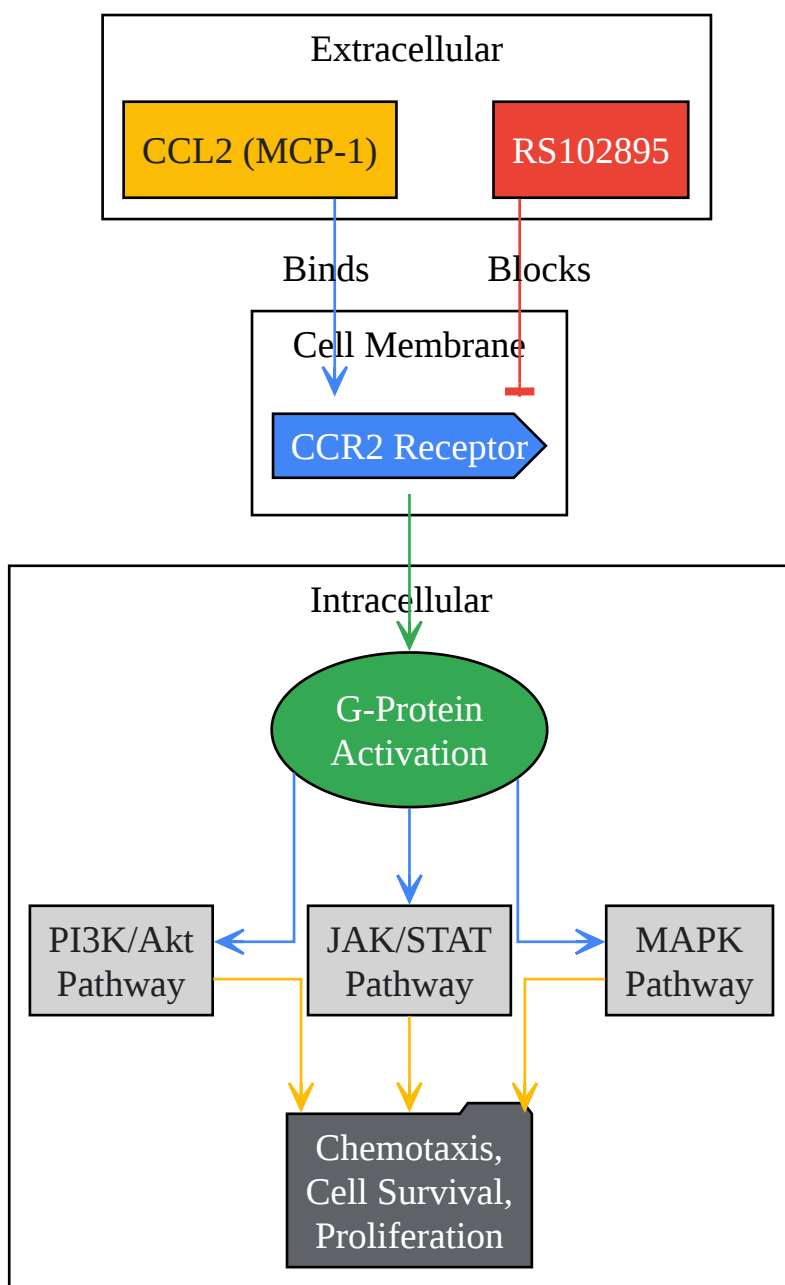 Extracellular
CCL2 (MCP-1)
RS102895
Binds
Blocks
Cell Membrane
CCR2 Receptor
Intracellular
G-Protein
Activation
PI3K/Akt
Pathway
JAK/STAT
Pathway
MAPK
Pathway
Chemotaxis,
Cell Survival,
Proliferation